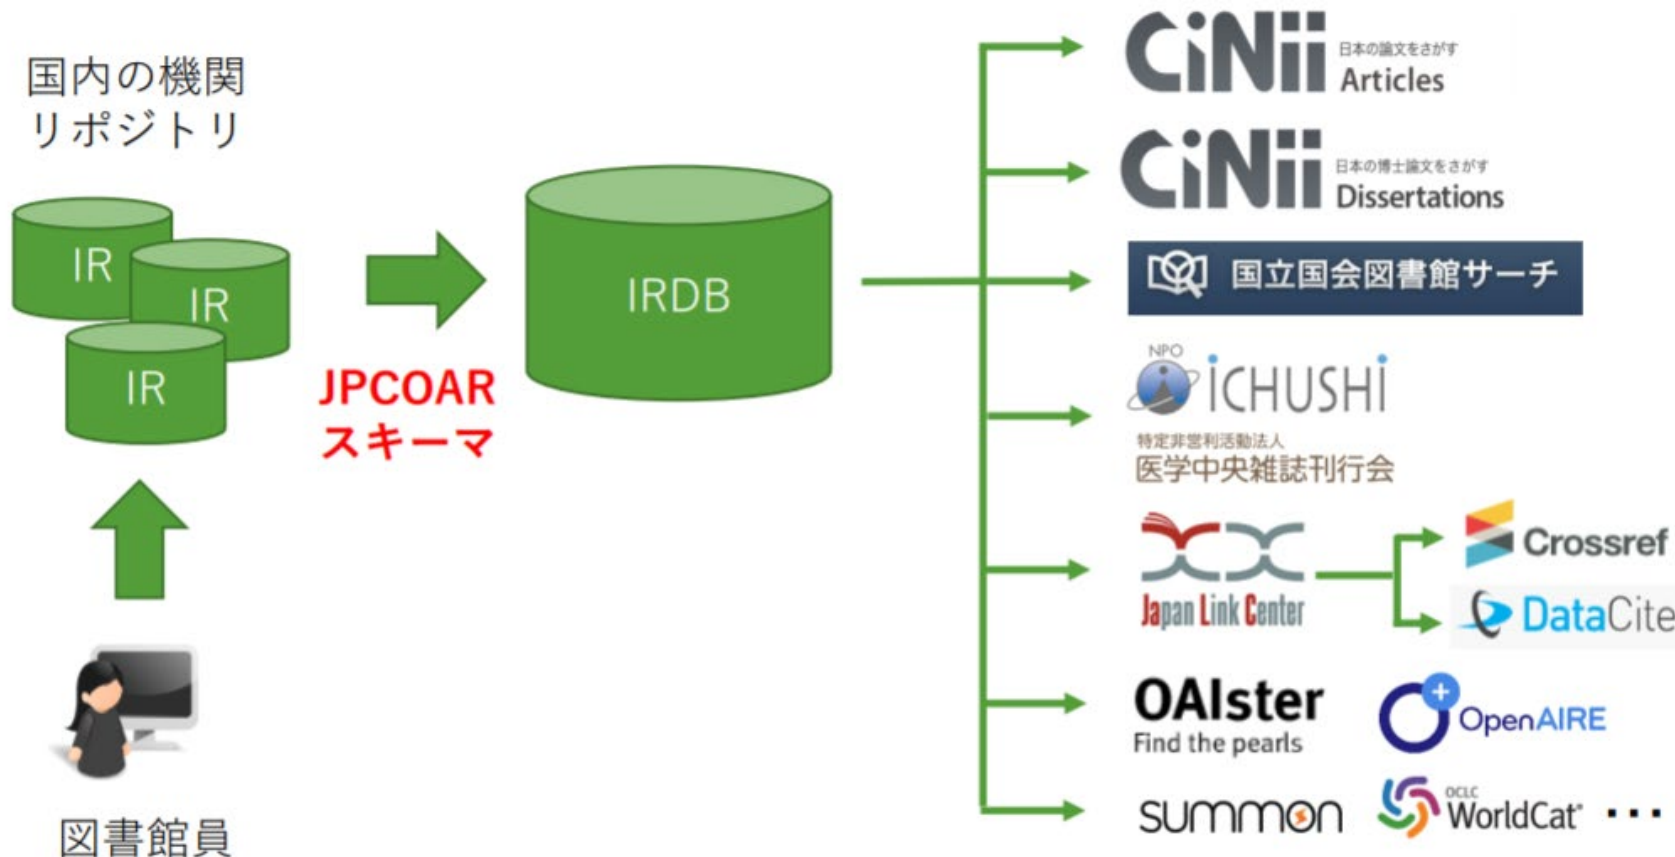 国内の機関
リポジトリ
IR
IR
IR
JPCOAR
スキーマ
図書館員
IRDB
CiNii 日本の論文をさがす
Articles
CiNii 日本の博士論文をさがす
Dissertations
国立国会図書館サーチ
NPO
iCHUSHi
特定非営利活動法人
医学中央雑誌刊行会
Japan Link Center
Crossref
DataCite
OAIster
Find the pearls
OpenAIRE
summon
OCLC
WorldCat
...